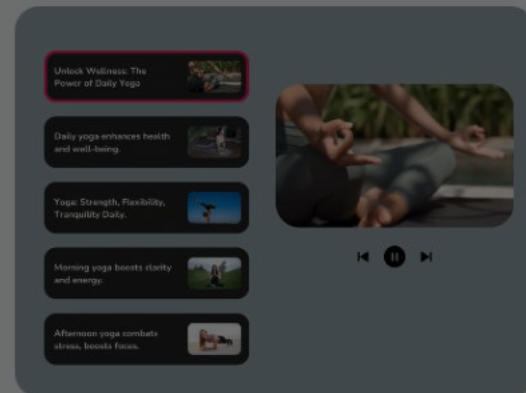 Unlock Wellness: The
Power of Daily Yoga
Daily yoga enhances health
and well-being.
Yoga: Strength, Flexibility,
Tranquility Daily.
Morning yoga boosts clarity
and energy.
Afternoon yoga combats
stress, boosts focus.